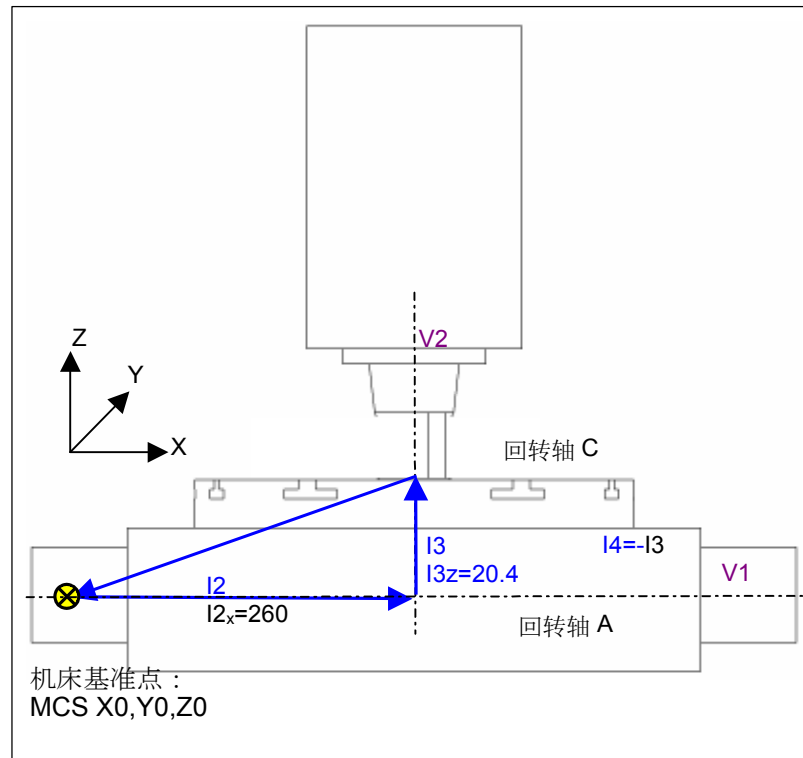 V2
Z
Y
X
回转轴 C
I3
I3z=20.4
I4=-I3
V1
I2
I2ₓ=260
回转轴 A
机床基准点：
MCS X0,Y0,Z0